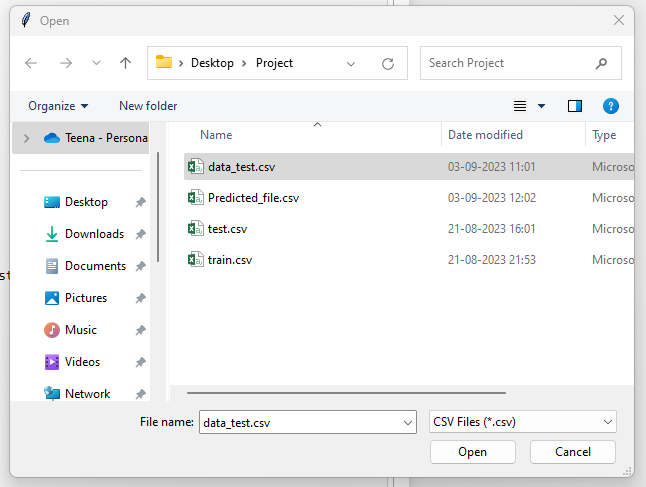 Open
Desktop
Project
Search Project
Organize
New folder
Name
Date modified
Type
Teena - Persona
data_test.csv
03-09-2023 11:01
Microso
Predicted_file.csv
03-09-2023 12:02
Microso
test.csv
21-08-2023 16:01
Microso
train.csv
21-08-2023 21:53
Microso
Desktop
Downloads
Documents
Pictures
Music
Videos
Network
st
File name:
data_test.csv
CSV Files (*.csv)
Open
Cancel